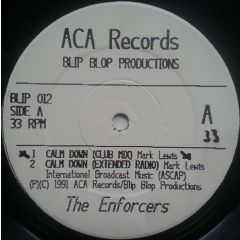 ACA Records
BLIP BLOP PRODUCTIONS
BLIP 012
SIDE A
33 RPM
A
33
1 CALM DOWN (CLUB MIX) Mark Lewis
2 CALM DOWN (EXTENDED RADIO) Mark Lewis
International Broadcast Music (ASCAP)
(P)(C) 1991 ACA Records/Blip Blop Productions
The Enforcers